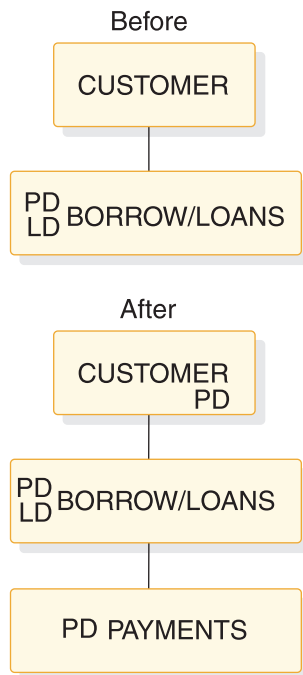 Before
CUSTOMER
PD
LD BORROW/LOANS
After
CUSTOMER
PD
PD
LD BORROW/LOANS
PD PAYMENTS